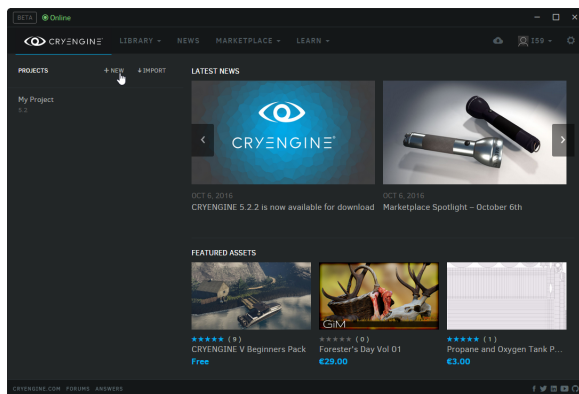 BETA Online
CRYENGINE® LIBRARY NEWS MARKETPLACE LEARN I59
PROJECTS + NEW IMPORT
My Project
5.2
LATEST NEWS
CRYENGINE®
OCT 6, 2016
CRYENGINE 5.2.2 is now available for download
OCT 6, 2016
Marketplace Spotlight – October 6th
FEATURED ASSETS
GiM
★★★★★ (9)
CRYENGINE V Beginners Pack
Free
★★★★★ (0)
Forester's Day Vol 01
€29.00
★★★★★ (1)
Propane and Oxygen Tank P...
€3.00
CRYENGINE.COM FORUMS ANSWERS